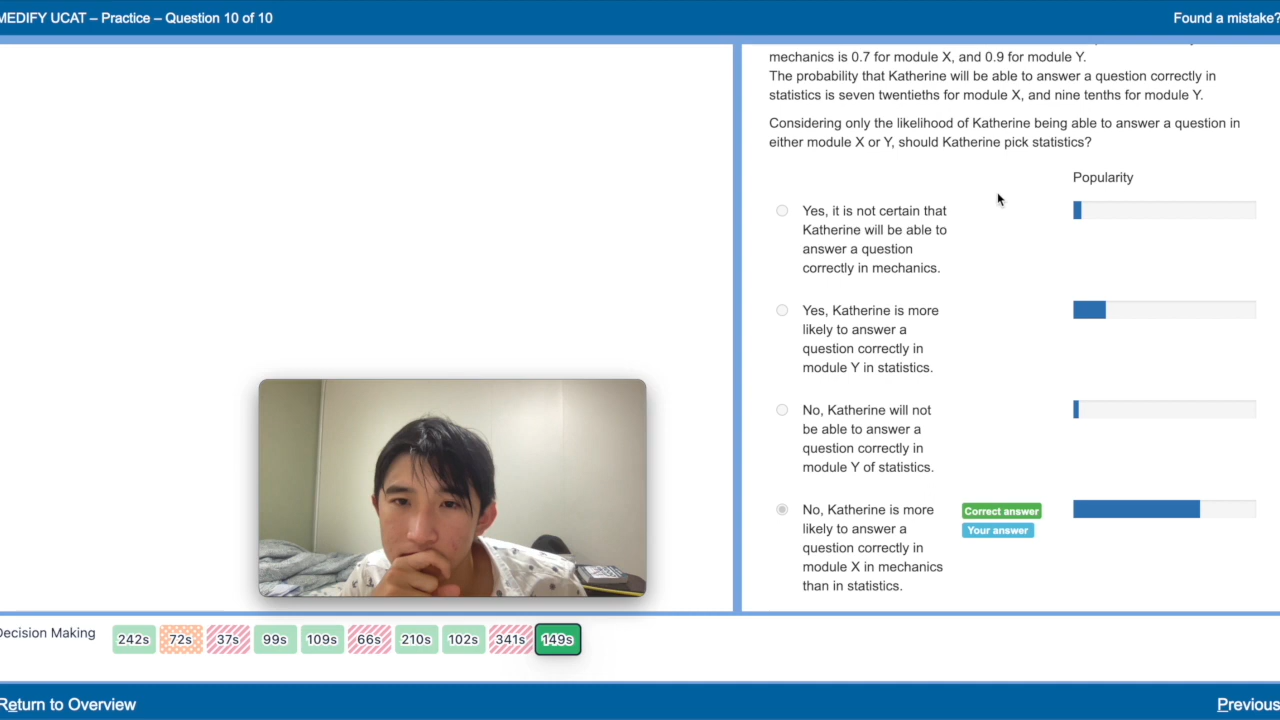 MEDIFY UCAT – Practice – Question 10 of 10
Found a mistake?
mechanics is 0.7 for module X, and 0.9 for module Y.
The probability that Katherine will be able to answer a question correctly in
statistics is seven twentieths for module X, and nine tenths for module Y.
Considering only the likelihood of Katherine being able to answer a question in
either module X or Y, should Katherine pick statistics?
Popularity
Yes, it is not certain that
Katherine will be able to
answer a question
correctly in mechanics.
Yes, Katherine is more
likely to answer a
question correctly in
module Y in statistics.
No, Katherine will not
be able to answer a
question correctly in
module Y of statistics.
No, Katherine is more
likely to answer a
question correctly in
module X in mechanics
than in statistics.
Correct answer
Your answer
Decision Making
242s 72s 37s 99s 109s 66s 210s 102s 341s 149s
Return to Overview
Previous